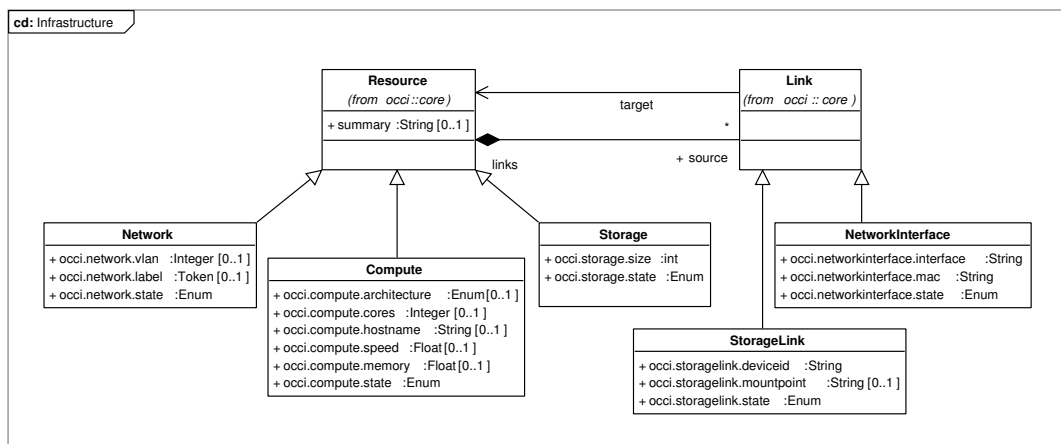 cd: Infrastructure
Resource
(from occi::core)
+ summary :String [0..1 ]
Link
(from occi :: core )
target
*
+ source
links
Network
+ occi.network.vlan :Integer [0..1 ]
+ occi.network.label :Token [0..1 ]
+ occi.network.state :Enum
Compute
+ occi.compute.architecture :Enum[0..1 ]
+ occi.compute.cores :Integer [0..1 ]
+ occi.compute.hostname :String [0..1 ]
+ occi.compute.speed :Float[0..1 ]
+ occi.compute.memory :Float[0..1 ]
+ occi.compute.state :Enum
Storage
+ occi.storage.size :int
+ occi.storage.state :Enum
NetworkInterface
+ occi.networkinterface.interface :String
+ occi.networkinterface.mac :String
+ occi.networkinterface.state :Enum
StorageLink
+ occi.storagelink.deviceid :String
+ occi.storagelink.mountpoint :String [0..1 ]
+ occi.storagelink.state :Enum